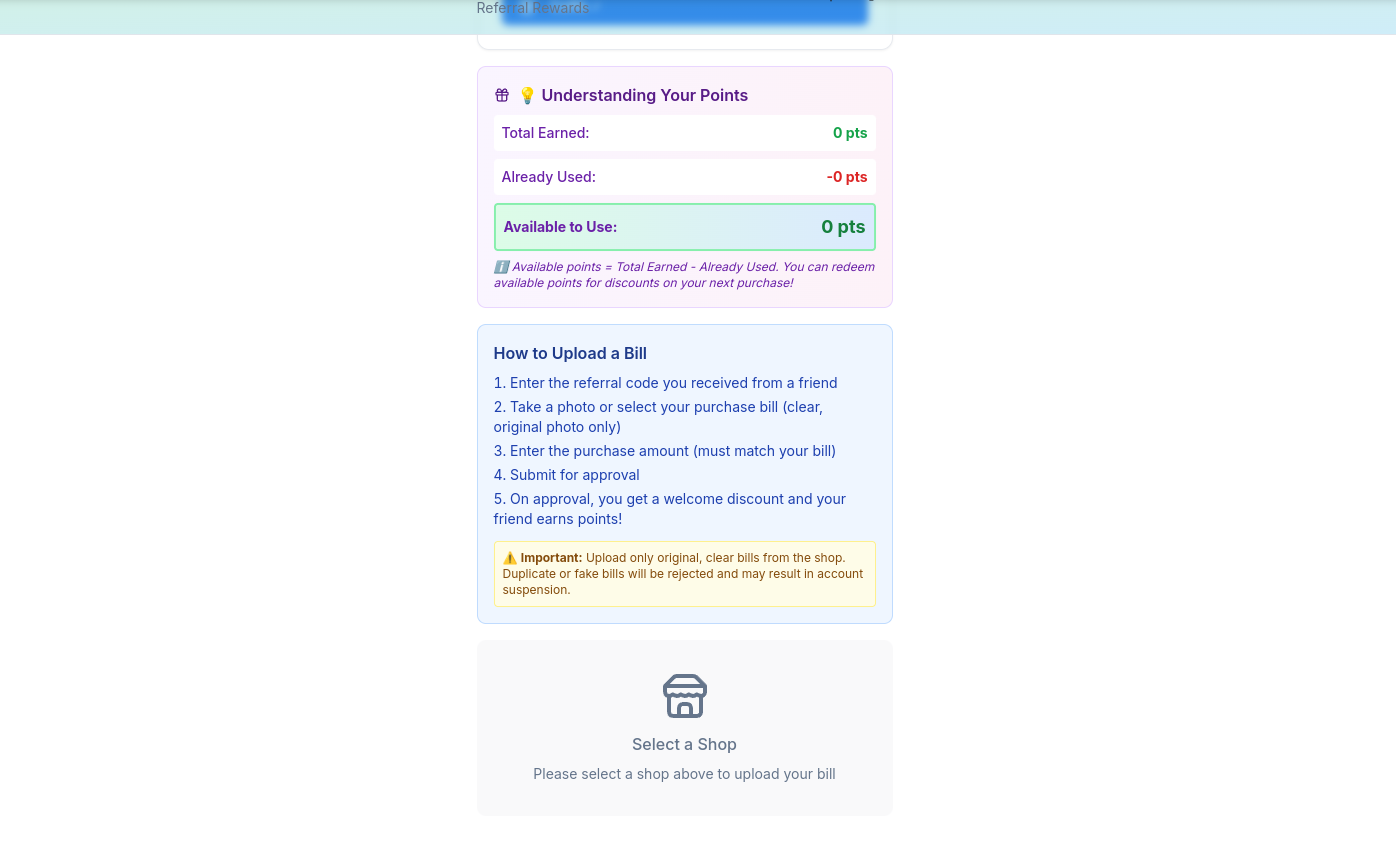 Referral Rewards
💡 Understanding Your Points
Total Earned: 0 pts
Already Used: -0 pts
Available to Use: 0 pts
ℹ️ Available points = Total Earned - Already Used. You can redeem
available points for discounts on your next purchase!
How to Upload a Bill
1. Enter the referral code you received from a friend
2. Take a photo or select your purchase bill (clear,
original photo only)
3. Enter the purchase amount (must match your bill)
4. Submit for approval
5. On approval, you get a welcome discount and your
friend earns points!
⚠️ Important: Upload only original, clear bills from the shop.
Duplicate or fake bills will be rejected and may result in account
suspension.
Select a Shop
Please select a shop above to upload your bill